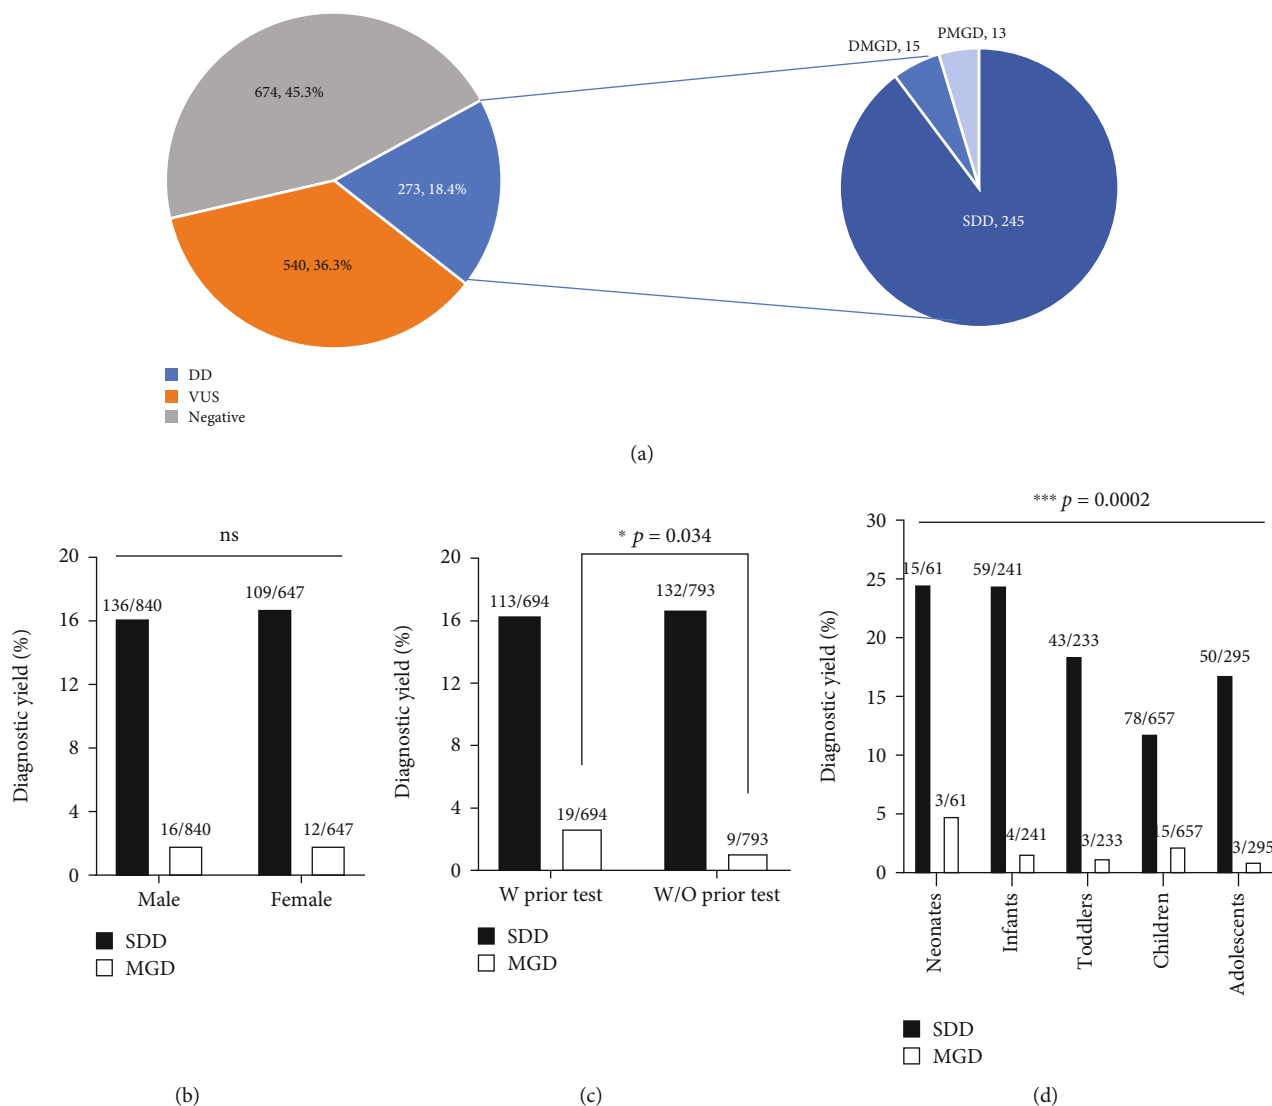 674, 45.3%
273, 18.4%
540, 36.3%
DD
VUS
Negative
DMGD, 15
PMGD, 13
SDD, 245
(a)
ns
Diagnostic yield (%)
20
16
12
8
4
0
136/840
16/840
109/647
12/647
Male
Female
SDD
MGD
(b)
* p = 0.034
Diagnostic yield (%)
20
16
12
8
4
0
113/694
19/694
132/793
9/793
W prior test
W/O prior test
SDD
MGD
(c)
*** p = 0.0002
Diagnostic yield (%)
30
25
20
15
10
5
0
15/61
3/61
59/241
4/241
43/233
3/233
78/657
15/657
50/295
3/295
Neonates
Infants
Toddlers
Children
Adolescents
SDD
MGD
(d)